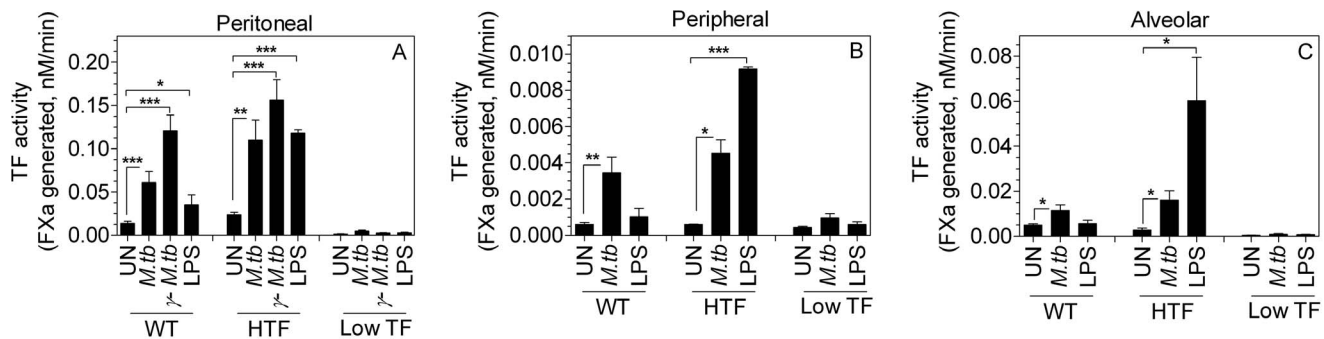 Peritoneal
A
TF activity
(FXa generated, nM/min)
0.20
0.15
0.10
0.05
0.00
***
***
*
**
***
***
UN
M.tb
γ-M.tb
LPS
UN
M.tb
γ-M.tb
LPS
UN
M.tb
γ-M.tb
LPS
WT
HTF
Low TF
Peripheral
B
TF activity
(FXa generated, nM/min)
0.010
0.008
0.006
0.004
0.002
0.000
**
*
***
UN
M.tb
LPS
UN
M.tb
LPS
UN
M.tb
LPS
WT
HTF
Low TF
Alveolar
C
TF activity
(FXa generated, nM/min)
0.08
0.06
0.04
0.02
0.00
*
*
*
UN
M.tb
LPS
UN
M.tb
LPS
UN
M.tb
LPS
WT
HTF
Low TF